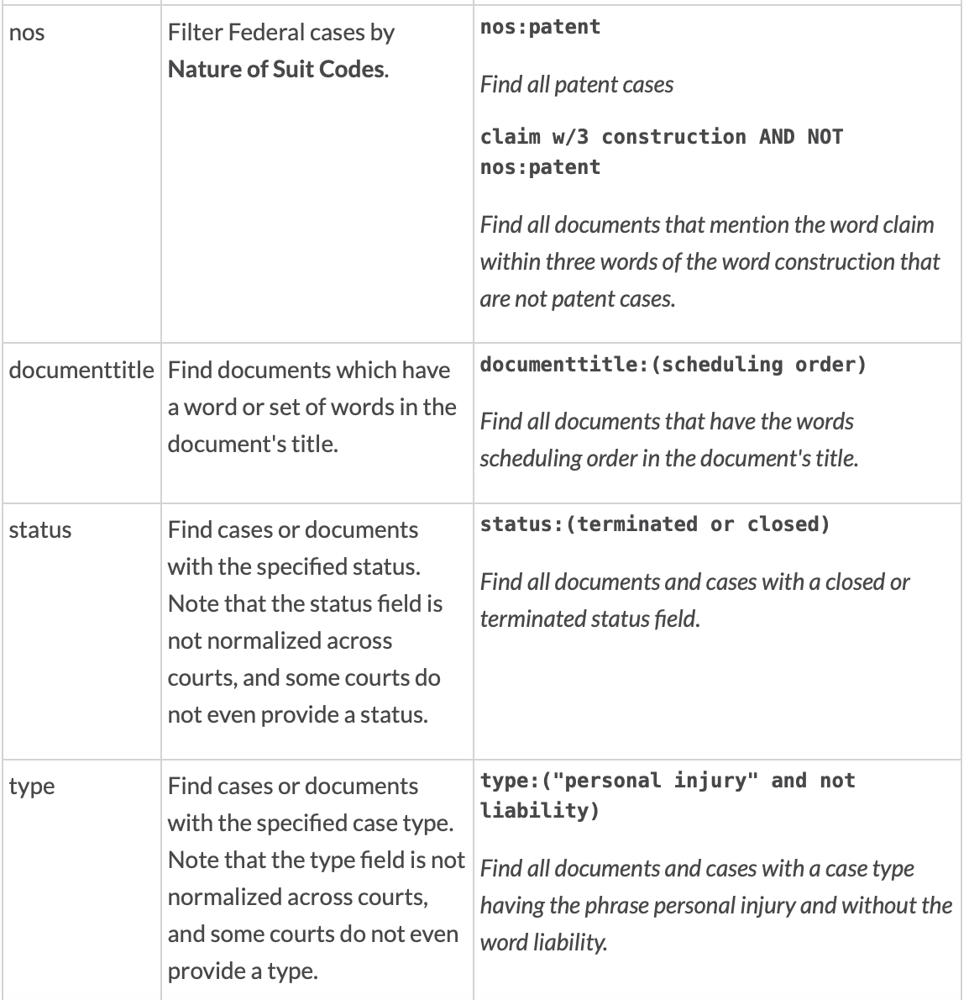 nos
Filter Federal cases by
Nature of Suit Codes.
nos:patent
Find all patent cases
claim w/3 construction AND NOT
nos:patent
Find all documents that mention the word claim
within three words of the word construction that
are not patent cases.
documenttitle
Find documents which have
a word or set of words in the
document's title.
documenttitle:(scheduling order)
Find all documents that have the words
scheduling order in the document's title.
status
Find cases or documents
with the specified status.
Note that the status field is
not normalized across
courts, and some courts do
not even provide a status.
status:(terminated or closed)
Find all documents and cases with a closed or
terminated status field.
type
Find cases or documents
with the specified case type.
Note that the type field is not
normalized across courts,
and some courts do not even
provide a type.
type:("personal injury" and not
liability)
Find all documents and cases with a case type
having the phrase personal injury and without the
word liability.